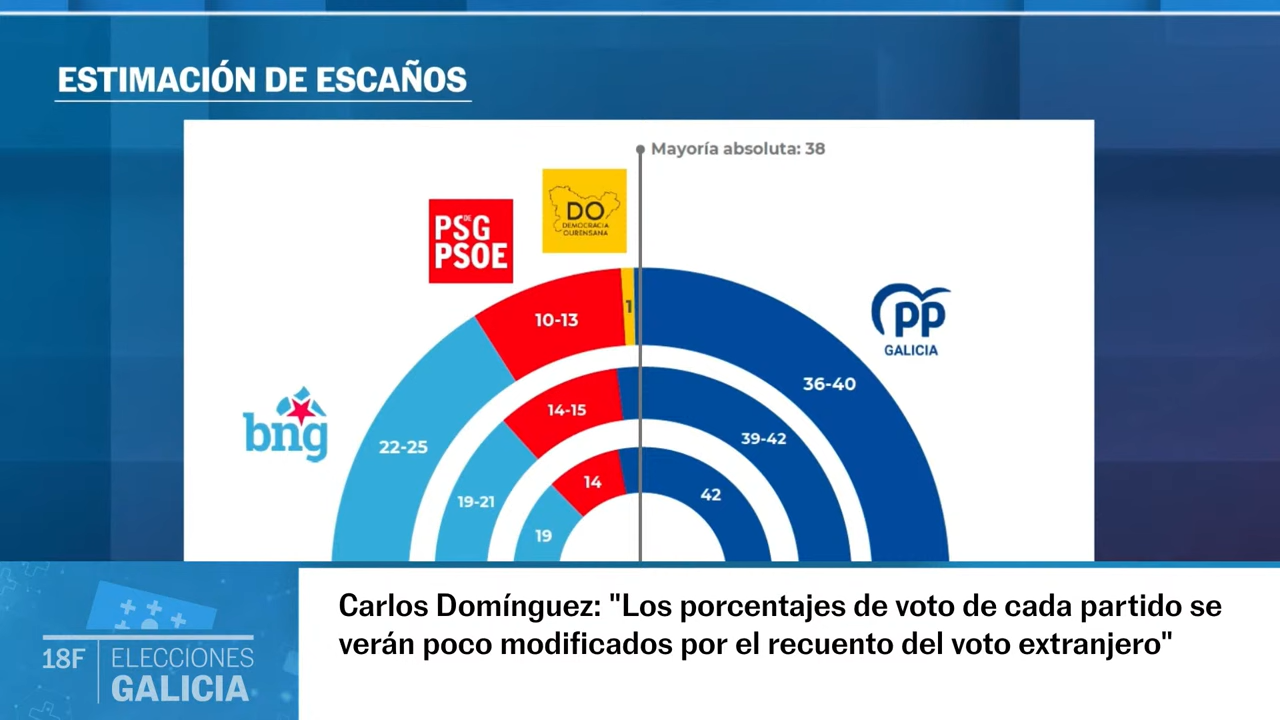 ESTIMACIÓN DE ESCAÑOS
Mayoría absoluta: 38
PSdeG
PSOE
DO
DEMOCRACIA
OURENSANA
PP
GALICIA
bng
10-13
1
36-40
22-25
14-15
39-42
19-21
14
42
19
Carlos Domínguez: "Los porcentajes de voto de cada partido se
verán poco modificados por el recuento del voto extranjero"
18F
ELECCIONES
GALICIA